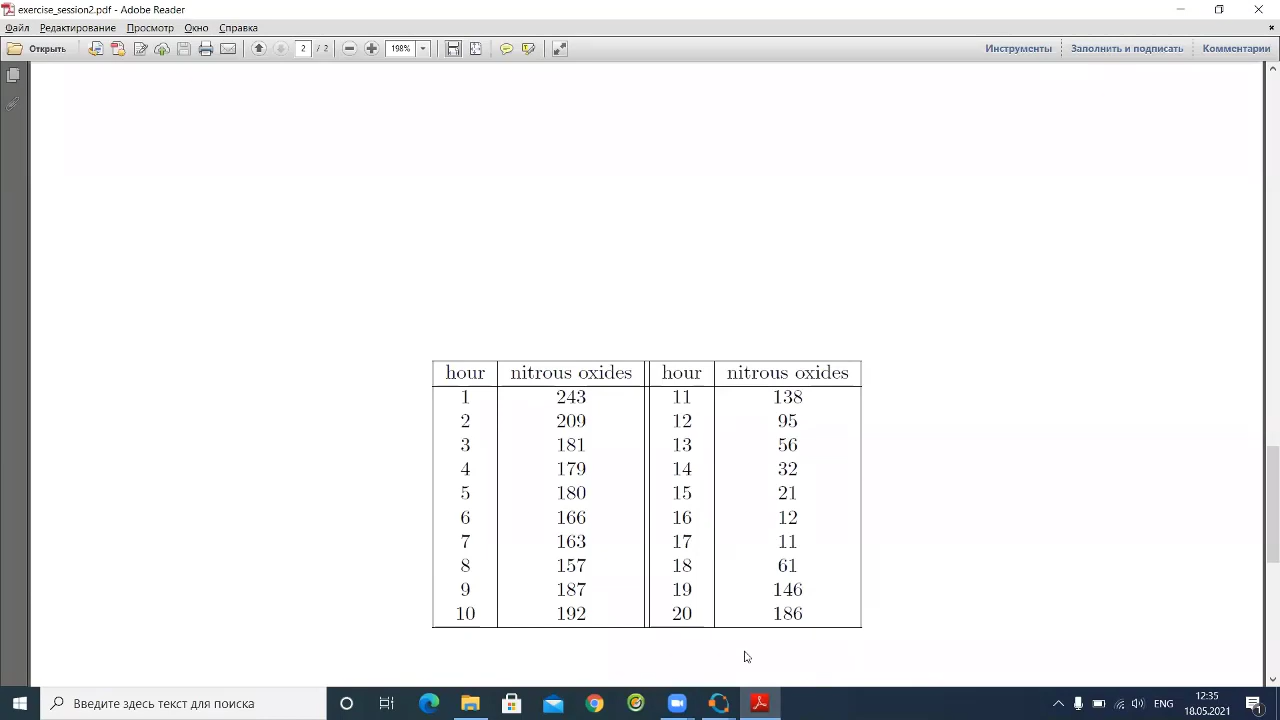 exercise_session2.pdf - Adobe Reader
Файл Редактирование Просмотр Окно Справка
Открыть 2 / 2 198% Инструменты Заполнить и подписать Комментарии
hour nitrous oxides hour nitrous oxides
1 243 11 138
2 209 12 95
3 181 13 56
4 179 14 32
5 180 15 21
6 166 16 12
7 163 17 11
8 157 18 61
9 187 19 146
10 192 20 186
Введите здесь текст для поиска
ENG
12:35
18.05.2021
1